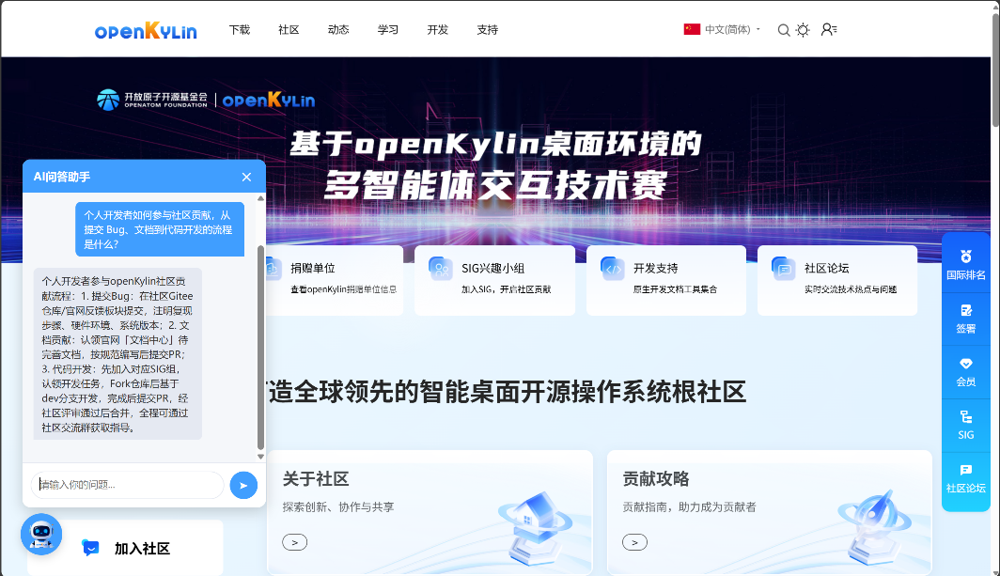 openKylin
下载 社区 动态 学习 开发 支持
中文(简体)
开放原子开源基金会
OPENATOM FOUNDATION
openKylin
基于openKylin桌面环境的
多智能体交互技术赛
AI问答助手
个人开发者如何参与社区贡献，从
提交 Bug、文档到代码开发的流程
是什么？
个人开发者参与openKylin社区贡
献流程：1. 提交Bug：在社区Gitee
仓库/官网反馈板块提交，注明复现
步骤、硬件环境、系统版本；2. 文
档贡献：认领官网「文档中心」待
完善文档，按规范编写后提交PR；
3. 代码开发：先加入对应SIG组，
认领开发任务，Fork仓库后基于
dev分支开发，完成后提交PR，经
社区评审通过后合并，全程可通过
社区交流群获取指导。
请输入你的问题...
捐赠单位
查看openKylin捐赠单位信息
SIG兴趣小组
加入SIG，开启社区贡献
开发支持
原生开发文档工具集合
社区论坛
实时交流技术热点与问题
国际排名
签署
会员
SIG
社区论坛
造全球领先的智能桌面开源操作系统根社区
关于社区
探索创新、协作与共享
>
贡献攻略
贡献指南，助力成为贡献者
>
加入社区